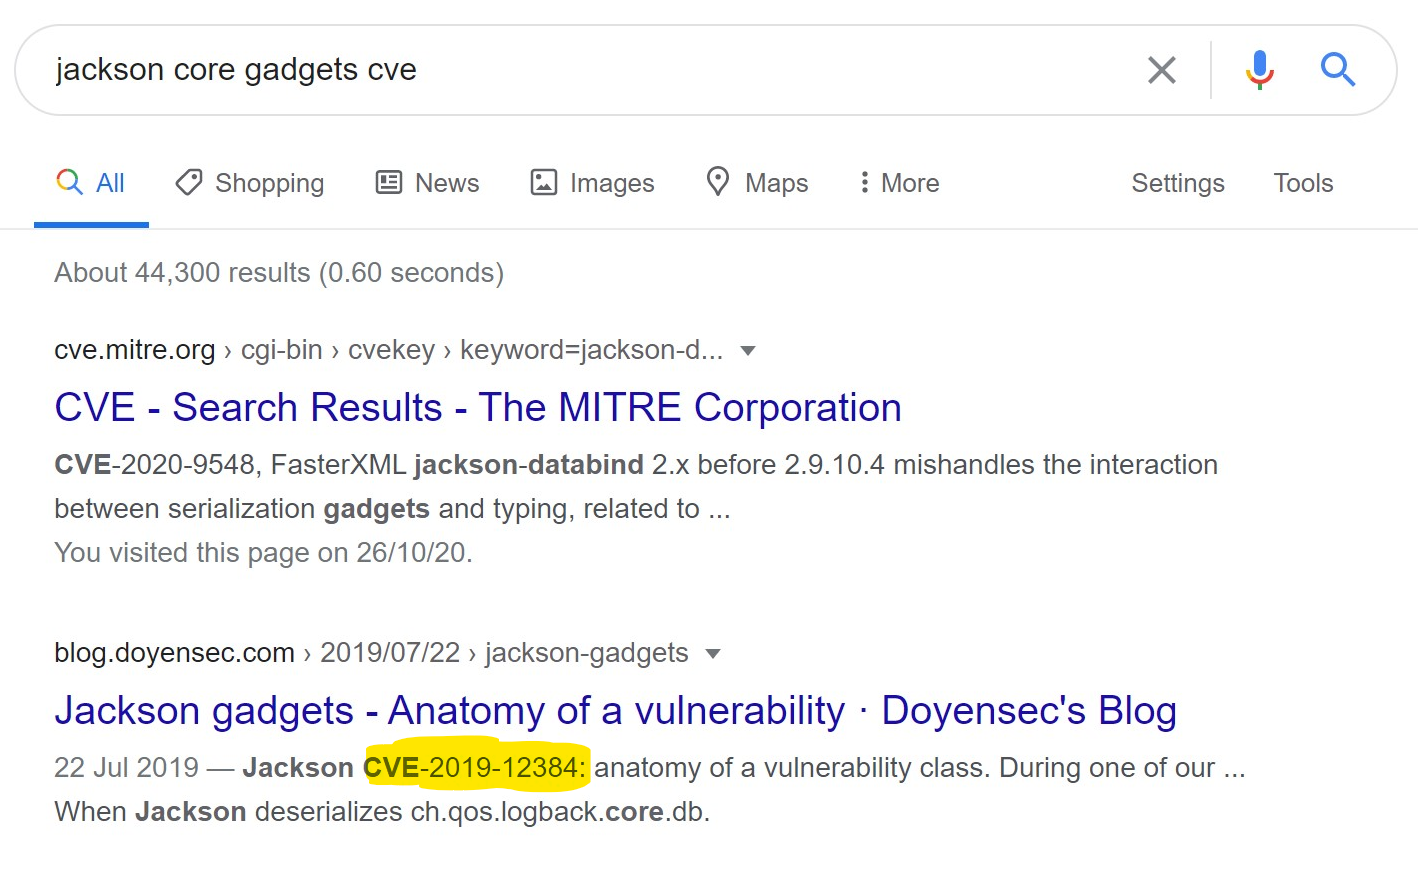 jackson core gadgets cve
All Shopping News Images Maps More Settings Tools
About 44,300 results (0.60 seconds)
cve.mitre.org › cgi-bin › cvekey › keyword=jackson-d...
CVE - Search Results - The MITRE Corporation
CVE-2020-9548, FasterXML jackson-databind 2.x before 2.9.10.4 mishandles the interaction
between serialization gadgets and typing, related to ...
You visited this page on 26/10/20.
blog.doyensec.com › 2019/07/22 › jackson-gadgets
Jackson gadgets - Anatomy of a vulnerability · Doyensec's Blog
22 Jul 2019 — Jackson CVE-2019-12384: anatomy of a vulnerability class. During one of our ...
When Jackson deserializes ch.qos.logback.core.db.